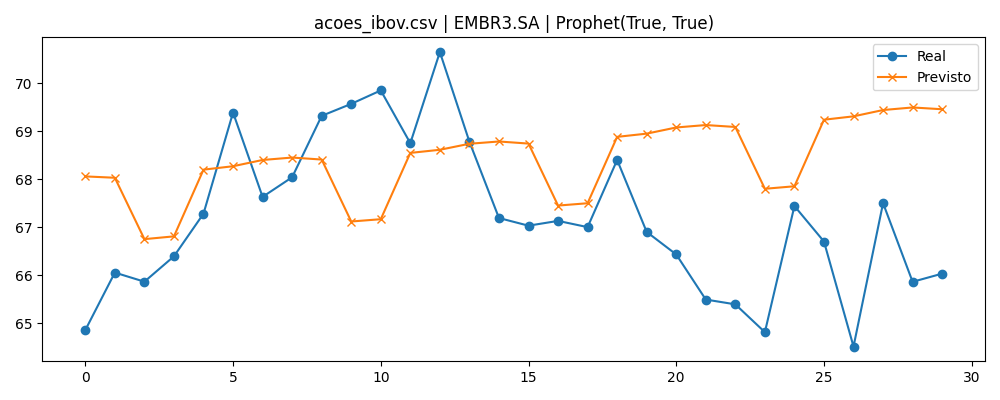 acoes_ibov.csv | EMBR3.SA | Prophet(True, True)
Real
Previsto
70
69
68
67
66
65
0 5 10 15 20 25 30